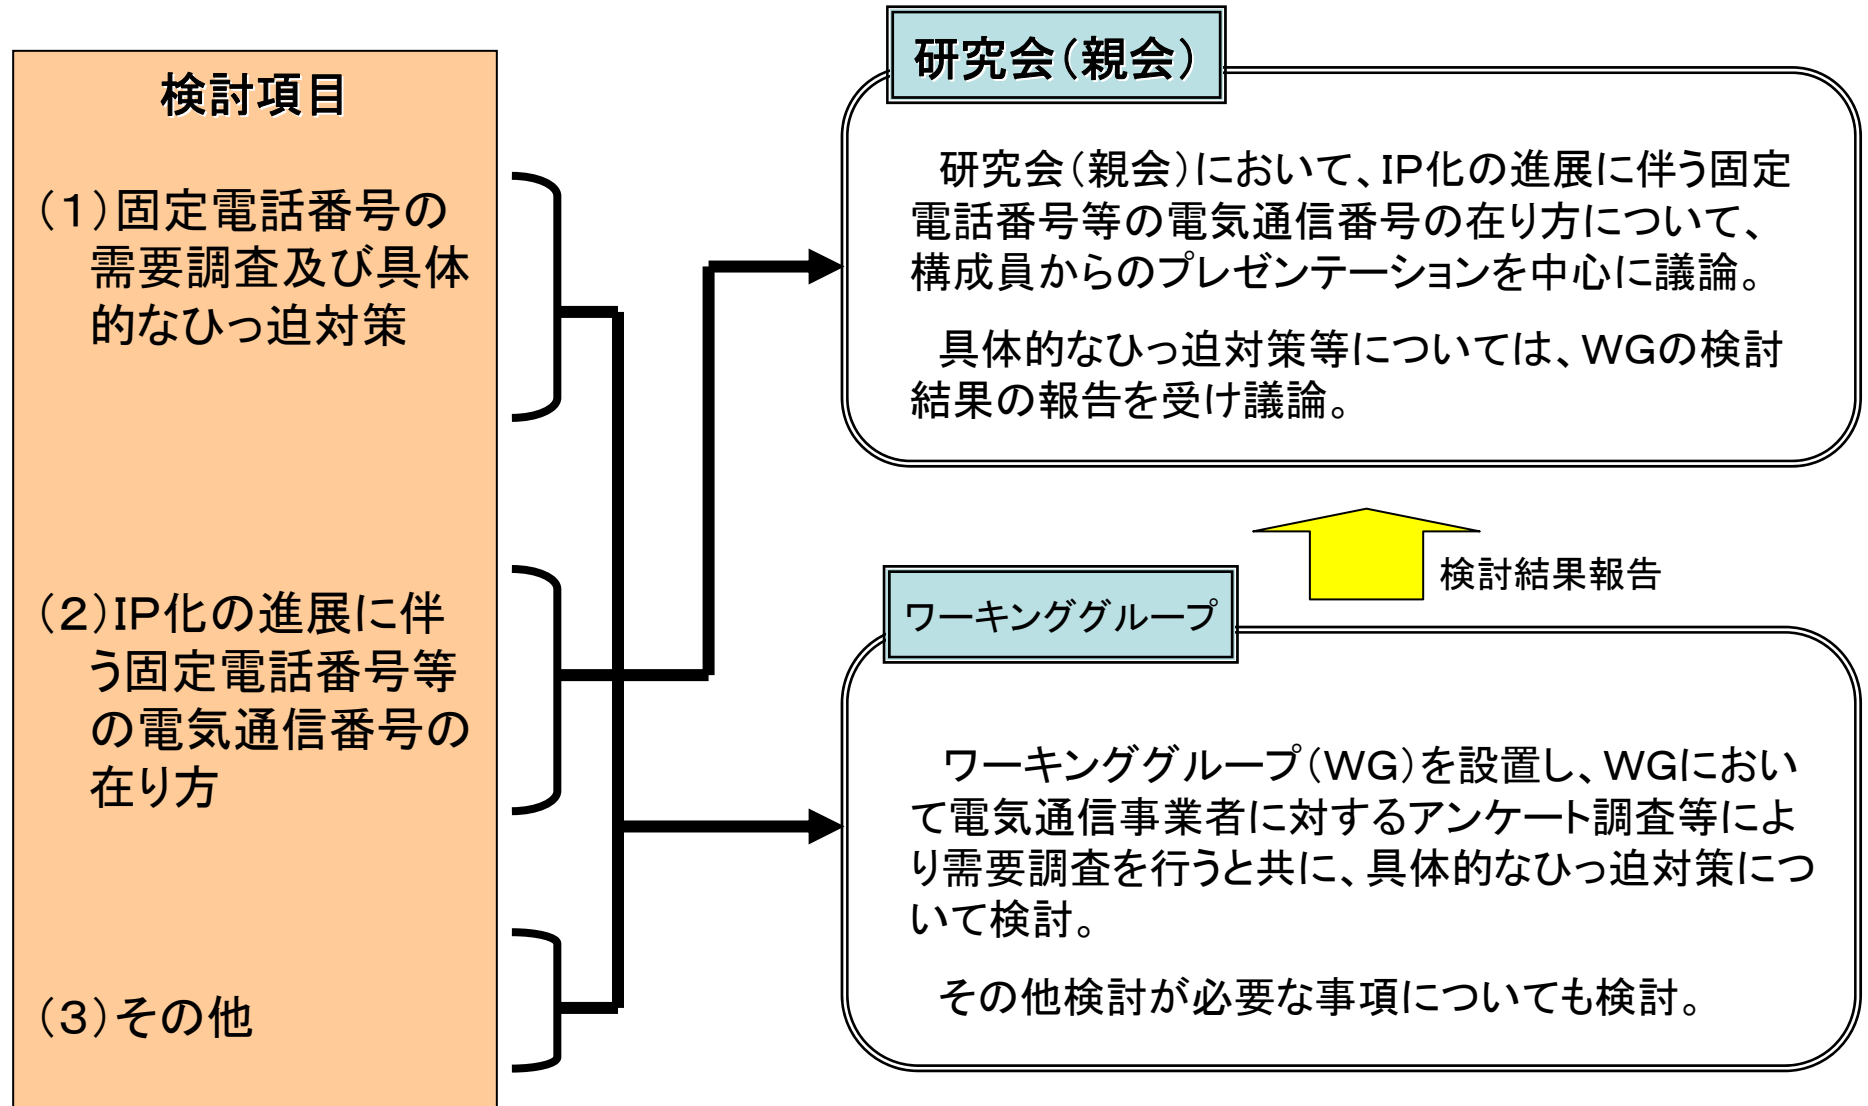 検討項目
（１）固定電話番号の
需要調査及び具体
的なひっ迫対策
（２）IP化の進展に伴
う固定電話番号等
の電気通信番号の
在り方
（３）その他
研究会（親会）
研究会（親会）において、IP化の進展に伴う固定
電話番号等の電気通信番号の在り方について、
構成員からのプレゼンテーションを中心に議論。
具体的なひっ迫対策等については、WGの検討
結果の報告を受け議論。
検討結果報告
ワーキンググループ
ワーキンググループ（WG）を設置し、WGにおい
て電気通信事業者に対するアンケート調査等によ
り需要調査を行うと共に、具体的なひっ迫対策につ
いて検討。
その他検討が必要な事項についても検討。